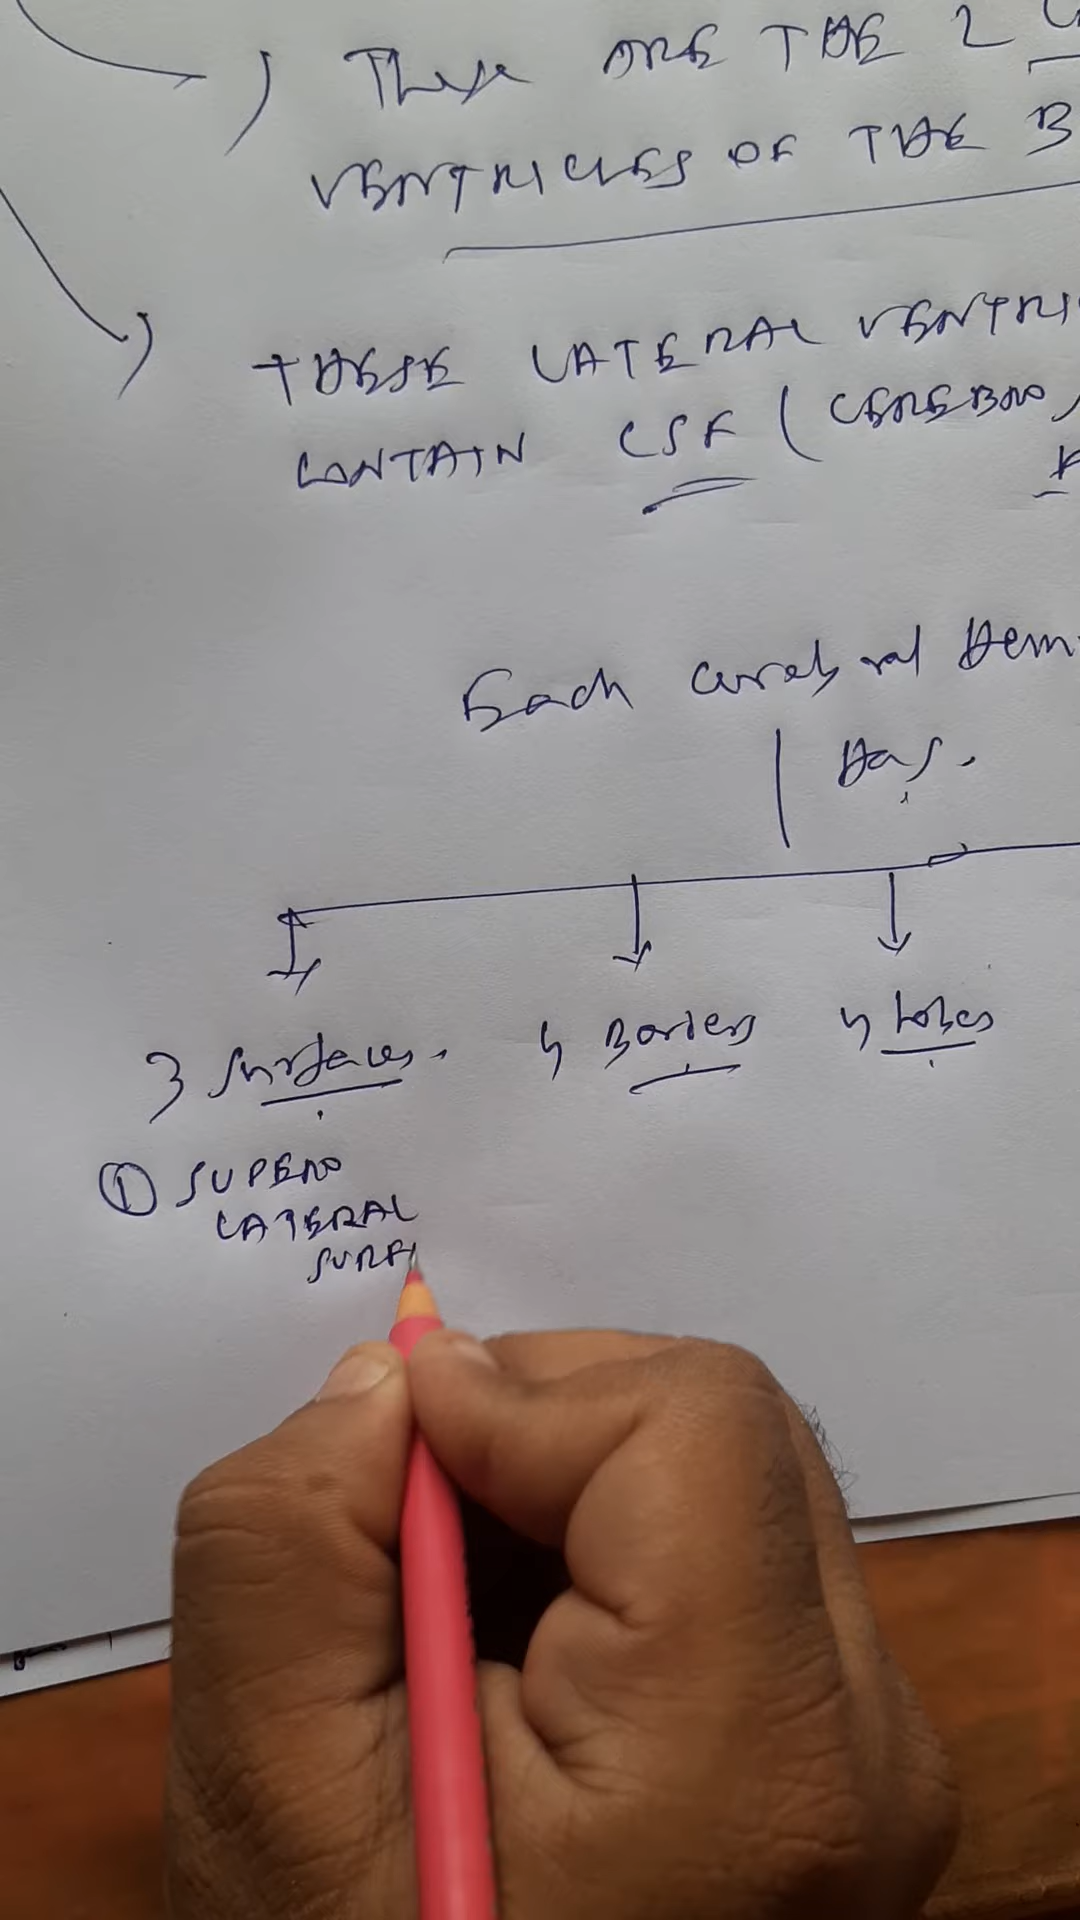 These ARE THE 2
VENTRICLES OF THE B
THESE LATERAL VENTRI
CONTAIN CSF (CEREBRO
Each cerebral Hem
Has.
3 Surfaces. 4 Borders 4 Lobes
① SUPERO
LATERAL
SURF